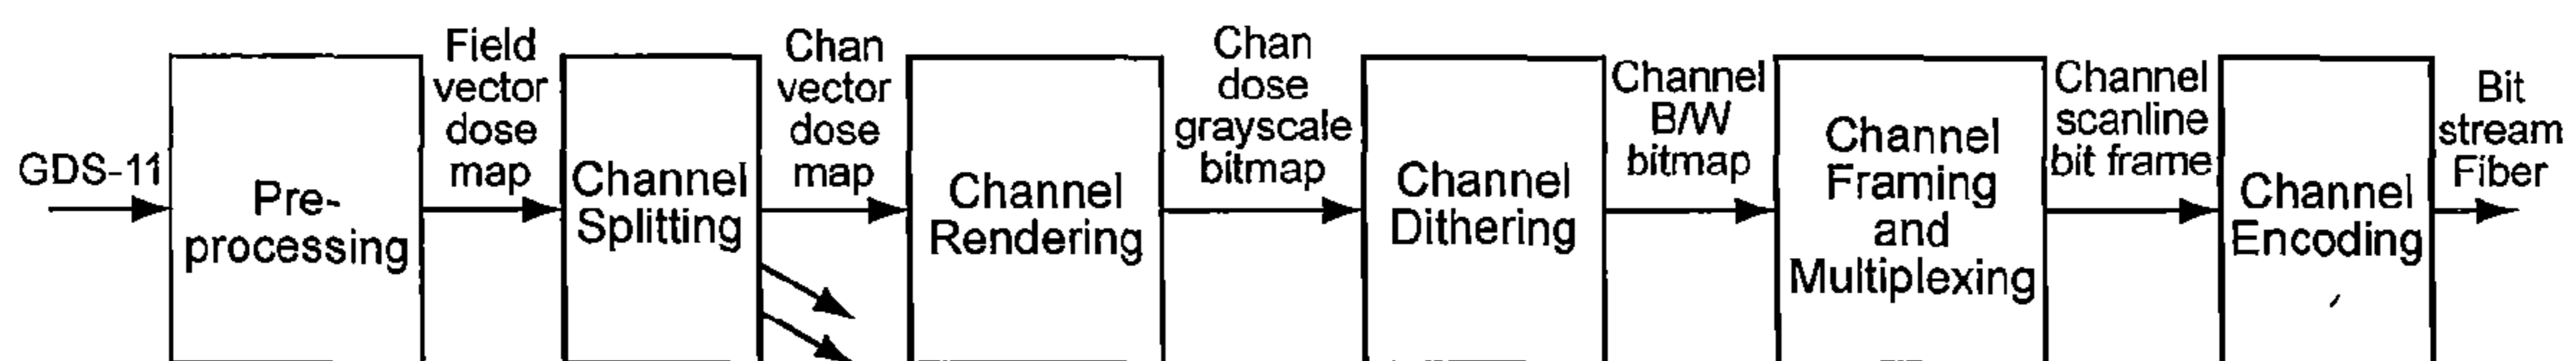 GDS-11
Pre-
processing
Field
vector
dose
map
Channel
Splitting
Chan
vector
dose
map
Channel
Rendering
Chan
dose
grayscale
bitmap
Channel
Dithering
Channel
B/W
bitmap
Channel
Framing
and
Multiplexing
Channel
scanline
bit frame
Channel
Encoding
Bit
stream
Fiber